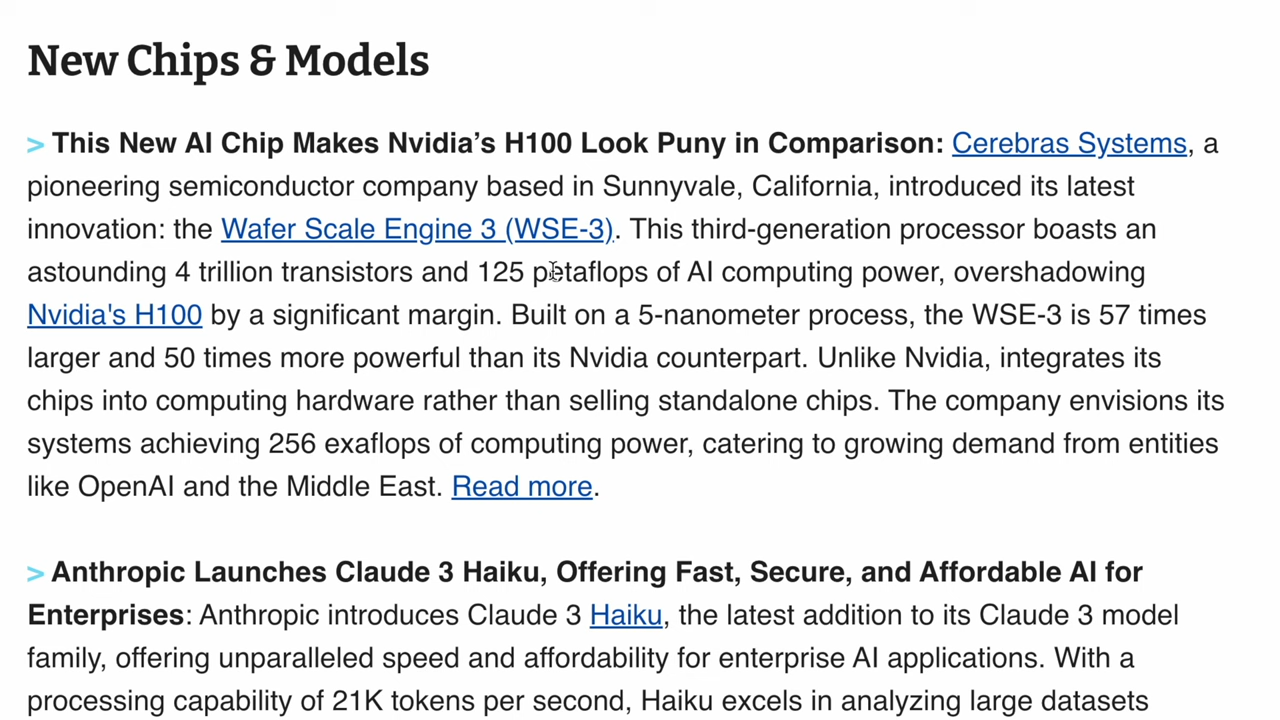 New Chips & Models
> This New AI Chip Makes Nvidia’s H100 Look Puny in Comparison: Cerebras Systems, a
pioneering semiconductor company based in Sunnyvale, California, introduced its latest
innovation: the Wafer Scale Engine 3 (WSE-3). This third-generation processor boasts an
astounding 4 trillion transistors and 125 petaflops of AI computing power, overshadowing
Nvidia's H100 by a significant margin. Built on a 5-nanometer process, the WSE-3 is 57 times
larger and 50 times more powerful than its Nvidia counterpart. Unlike Nvidia, integrates its
chips into computing hardware rather than selling standalone chips. The company envisions its
systems achieving 256 exaflops of computing power, catering to growing demand from entities
like OpenAI and the Middle East. Read more.
> Anthropic Launches Claude 3 Haiku, Offering Fast, Secure, and Affordable AI for
Enterprises: Anthropic introduces Claude 3 Haiku, the latest addition to its Claude 3 model
family, offering unparalleled speed and affordability for enterprise AI applications. With a
processing capability of 21K tokens per second, Haiku excels in analyzing large datasets